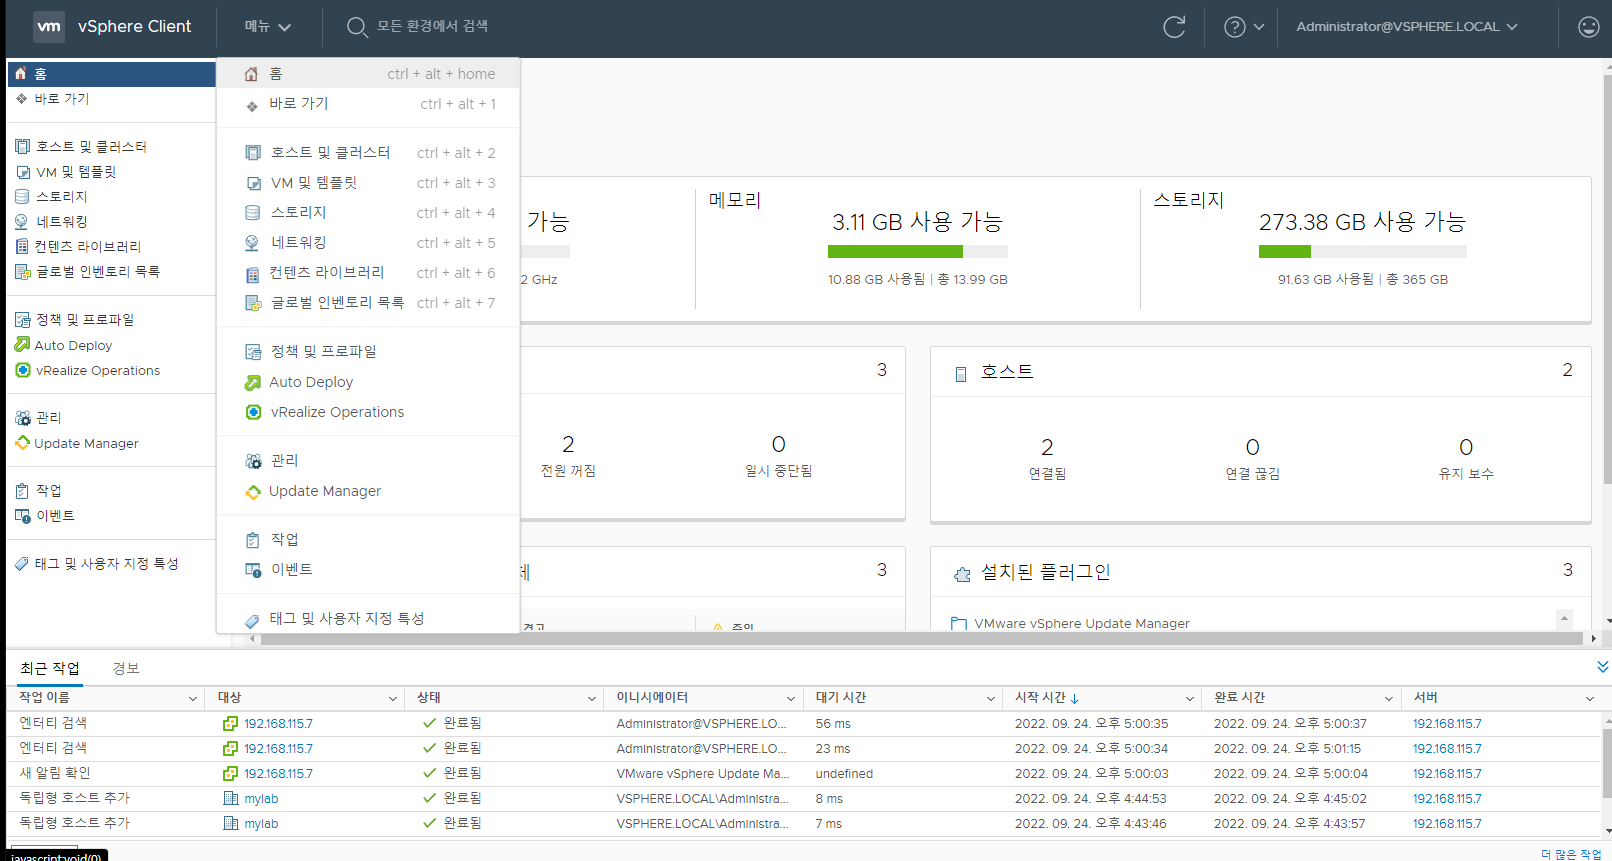 vm vSphere Client 메뉴 모든 환경에서 검색 Administrator@VSPHERE.LOCAL
홈
바로 가기
호스트 및 클러스터
VM 및 템플릿
스토리지
네트워킹
컨텐츠 라이브러리
글로벌 인벤토리 목록
정책 및 프로파일
Auto Deploy
vRealize Operations
관리
Update Manager
작업
이벤트
태그 및 사용자 지정 특성
홈 ctrl + alt + home
바로 가기 ctrl + alt + 1
호스트 및 클러스터 ctrl + alt + 2
VM 및 템플릿 ctrl + alt + 3
스토리지 ctrl + alt + 4
네트워킹 ctrl + alt + 5
컨텐츠 라이브러리 ctrl + alt + 6
글로벌 인벤토리 목록 ctrl + alt + 7
정책 및 프로파일
Auto Deploy
vRealize Operations
관리
Update Manager
작업
이벤트
태그 및 사용자 지정 특성
가능
2 GHz
메모리
3.11 GB 사용 가능
10.88 GB 사용됨 | 총 13.99 GB
스토리지
273.38 GB 사용 가능
91.63 GB 사용됨 | 총 365 GB
3
2 0
전원 꺼짐 일시 중단됨
호스트 2
2 0 0
연결됨 연결 끊김 유지 보수
체 3
경고 주의
설치된 플러그인 3
VMware vSphere Update Manager
최근 작업 경보
작업 이름 대상 상태 이니시에이터 대기 시간 시작 시간 ↓ 완료 시간 서버
엔터티 검색 192.168.115.7 완료됨 Administrator@VSPHERE.LO... 56 ms 2022. 09. 24. 오후 5:00:35 2022. 09. 24. 오후 5:00:37 192.168.115.7
엔터티 검색 192.168.115.7 완료됨 Administrator@VSPHERE.LO... 23 ms 2022. 09. 24. 오후 5:00:34 2022. 09. 24. 오후 5:01:15 192.168.115.7
새 알림 확인 192.168.115.7 완료됨 VMware vSphere Update Ma... undefined 2022. 09. 24. 오후 5:00:03 2022. 09. 24. 오후 5:00:04 192.168.115.7
독립형 호스트 추가 mylab 완료됨 VSPHERE.LOCAL\Administra... 8 ms 2022. 09. 24. 오후 4:44:53 2022. 09. 24. 오후 4:45:02 192.168.115.7
독립형 호스트 추가 mylab 완료됨 VSPHERE.LOCAL\Administra... 7 ms 2022. 09. 24. 오후 4:43:46 2022. 09. 24. 오후 4:43:57 192.168.115.7
javascript:void(0)
더 많은 작업